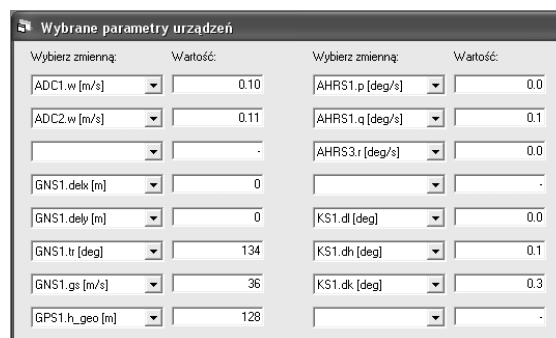 Wybrane parametry urządzeń
Wybierz zmienną: Wartość: Wybierz zmienną: Wartość:
ADC1.w [m/s] 0.10 AHRS1.p [deg/s] 0.0
ADC2.w [m/s] 0.11 AHRS1.q [deg/s] 0.1
- AHRS3.r [deg/s] 0.0
GNS1.delx [m] 0 -
GNS1.dely [m] 0 KS1.dl [deg] 0.0
GNS1.tr [deg] 134 KS1.dh [deg] 0.1
GNS1.gs [m/s] 36 KS1.dk [deg] 0.3
GPS1.h_geo [m] 128 -